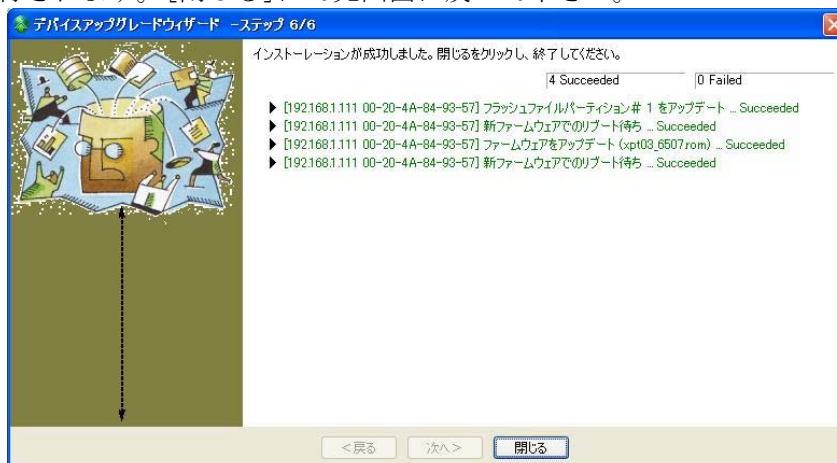 デバイスアップグレードウィザード -ステップ 6/6
インストーレーションが成功しました。閉じるをクリックし、終了してください。
4 Succeeded 0 Failed
[192.168.1.111 00-20-4A-84-93-57] フラッシュファイルパーティション# 1 をアップデート ... Succeeded
[192.168.1.111 00-20-4A-84-93-57] 新ファームウェアでのリブート待ち ... Succeeded
[192.168.1.111 00-20-4A-84-93-57] ファームウェアをアップデート (xpt03_6507.rom) ... Succeeded
[192.168.1.111 00-20-4A-84-93-57] 新ファームウェアでのリブート待ち ... Succeeded
<戻る 次へ> 閉じる